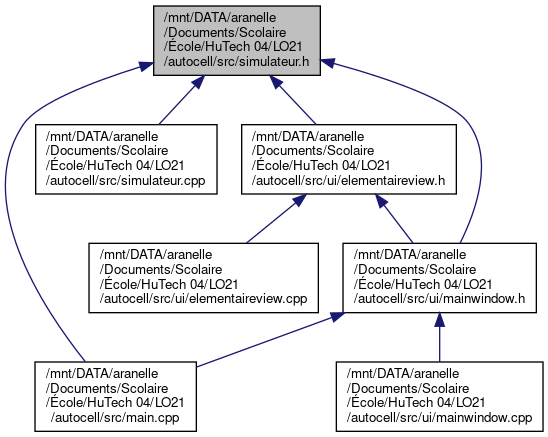 /mnt/DATA/aranelle
/Documents/Scolaire
/École/HuTech 04/LO21
/autocell/src/simulateur.h
/mnt/DATA/aranelle
/Documents/Scolaire
/École/HuTech 04/LO21
/autocell/src/simulateur.cpp
/mnt/DATA/aranelle
/Documents/Scolaire
/École/HuTech 04/LO21
/autocell/src/ui/elementaireview.h
/mnt/DATA/aranelle
/Documents/Scolaire
/École/HuTech 04/LO21
/autocell/src/ui/elementaireview.cpp
/mnt/DATA/aranelle
/Documents/Scolaire
/École/HuTech 04/LO21
/autocell/src/ui/mainwindow.h
/mnt/DATA/aranelle
/Documents/Scolaire
/École/HuTech 04/LO21
/autocell/src/main.cpp
/mnt/DATA/aranelle
/Documents/Scolaire
/École/HuTech 04/LO21
/autocell/src/ui/mainwindow.cpp